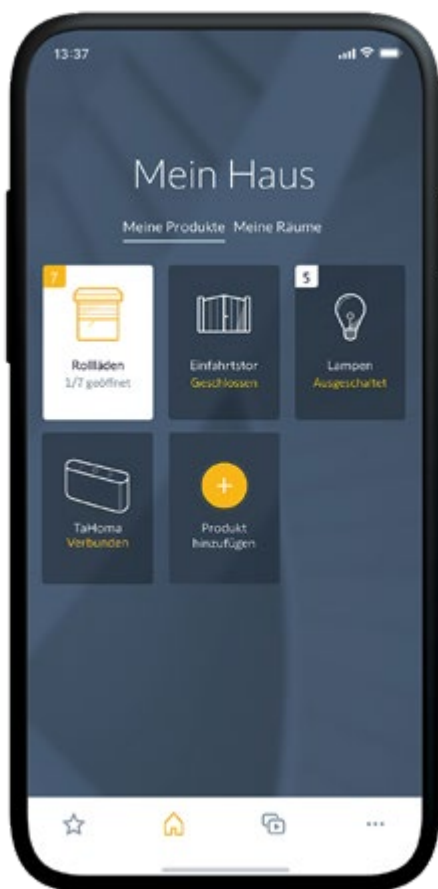 13:37
Mein Haus
Meine Produkte Meine Räume
7
Rollläden
1/7 geöffnet
Einfahrtstor
Geschlossen
5
Lampen
Ausgeschaltet
TaHoma
Verbunden
+
Produkt
hinzufügen